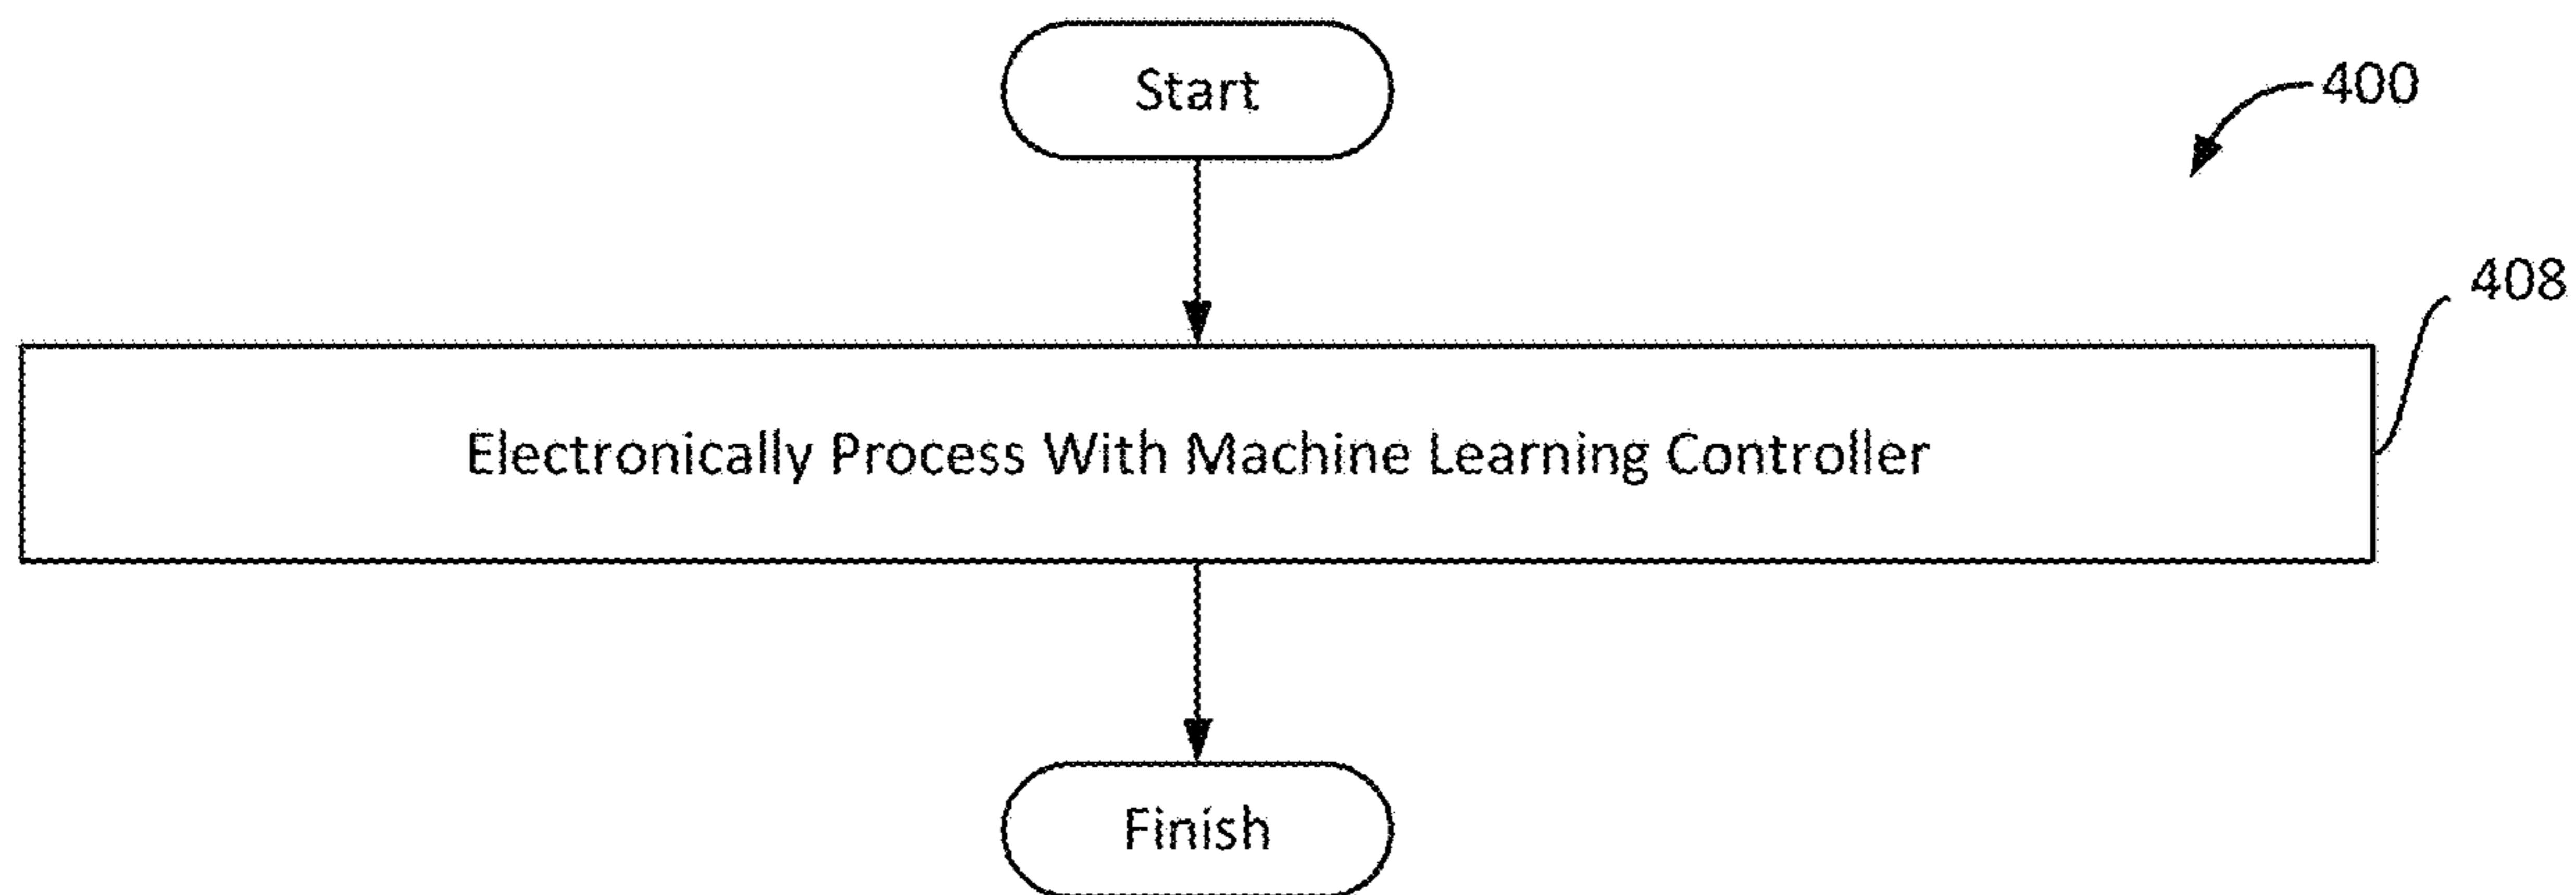 Start
400
408
Electronically Process With Machine Learning Controller
Finish